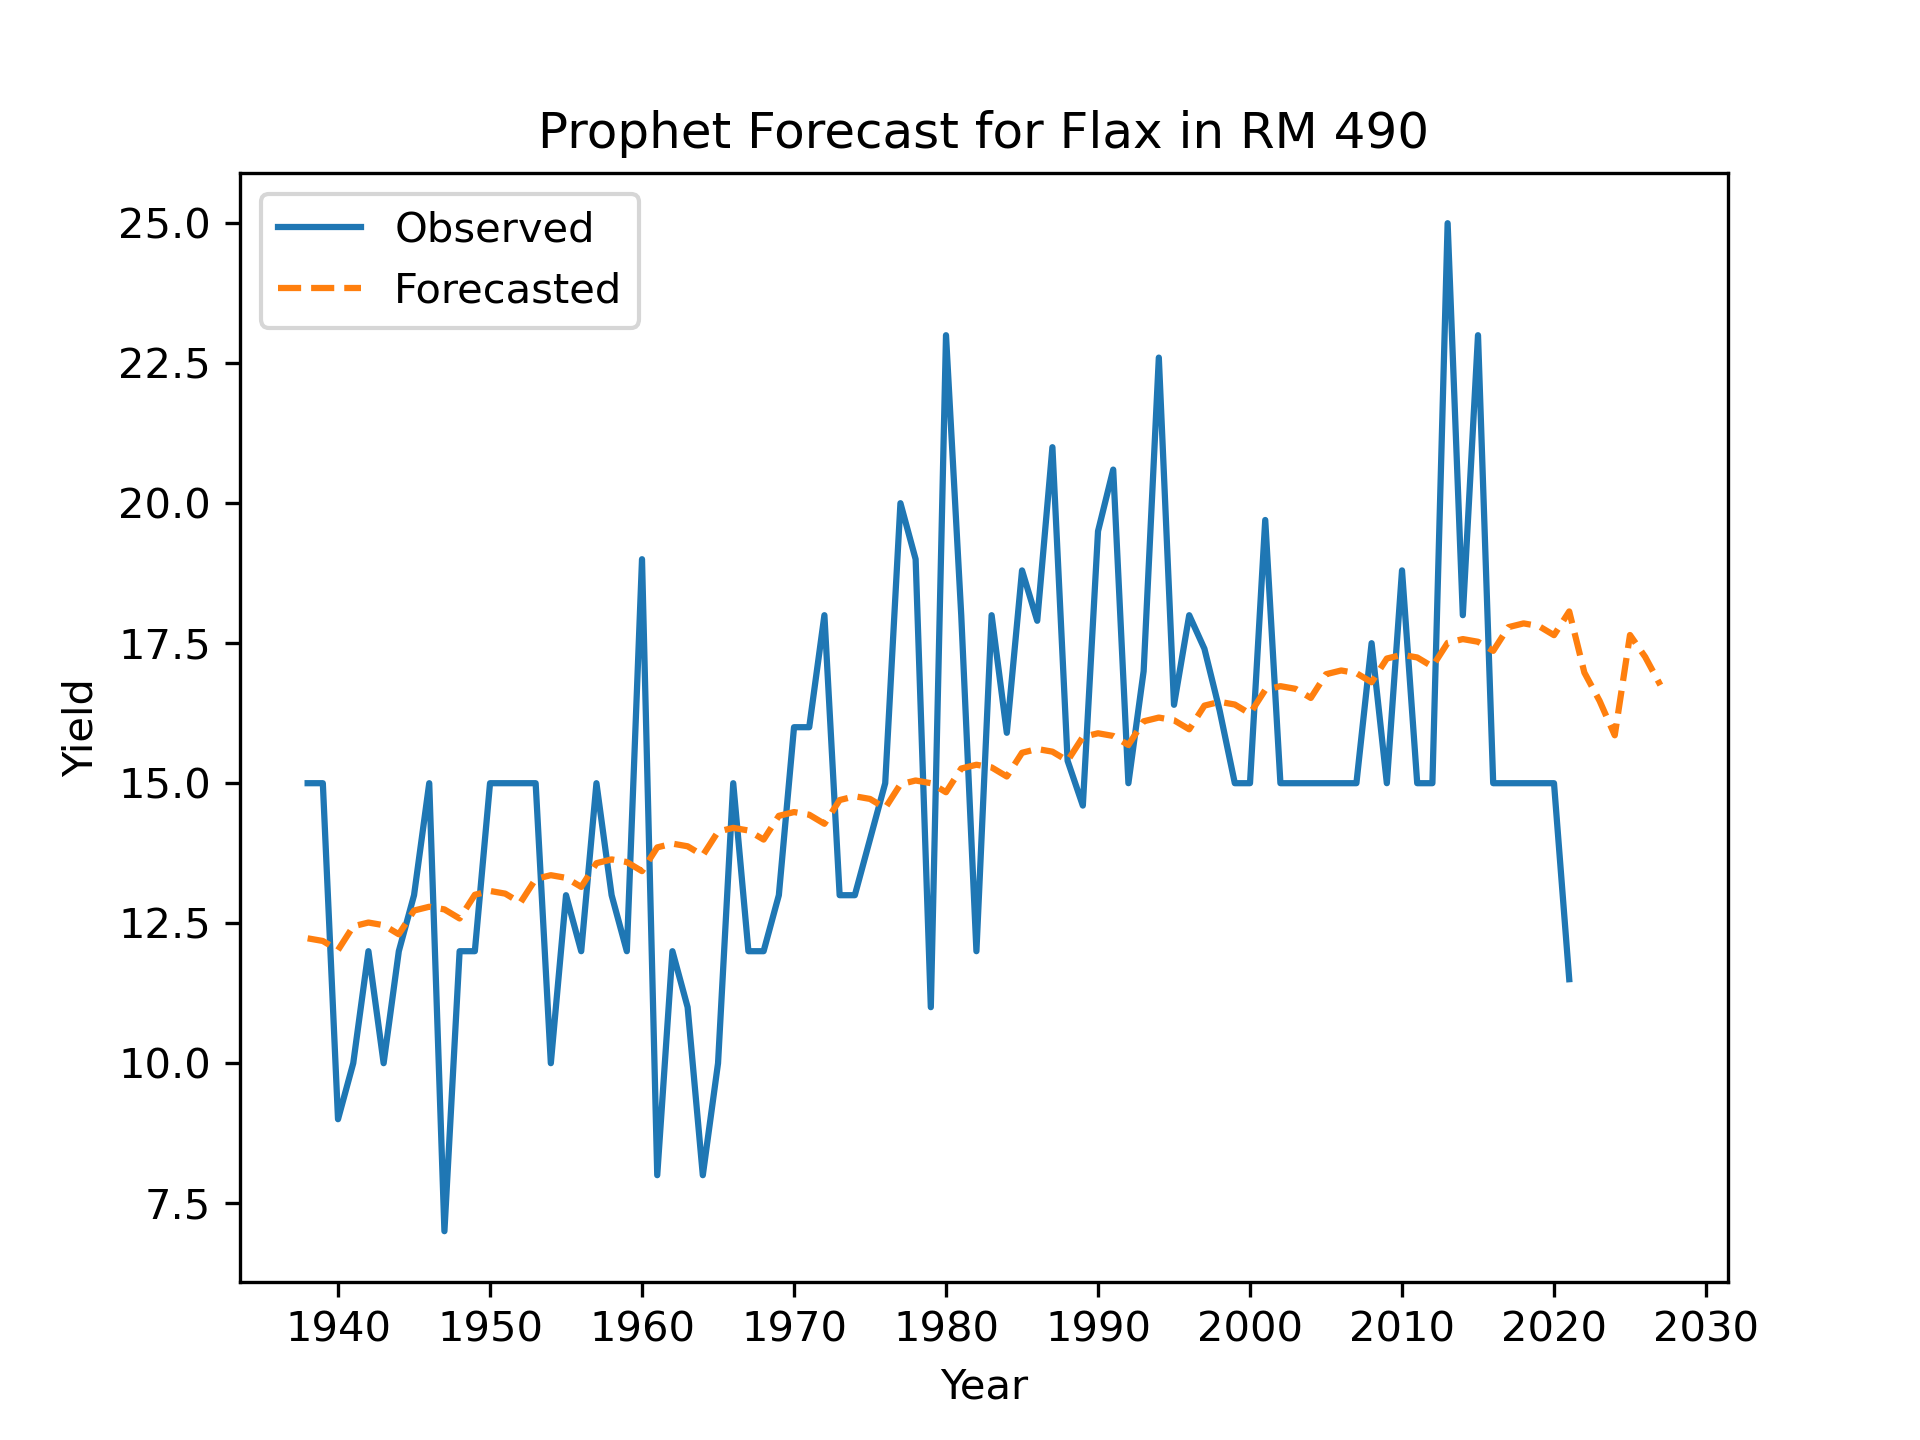 Prophet Forecast for Flax in RM 490
Observed
Forecasted
25.0
22.5
20.0
17.5
15.0
12.5
10.0
7.5
Yield
1940 1950 1960 1970 1980 1990 2000 2010 2020 2030
Year